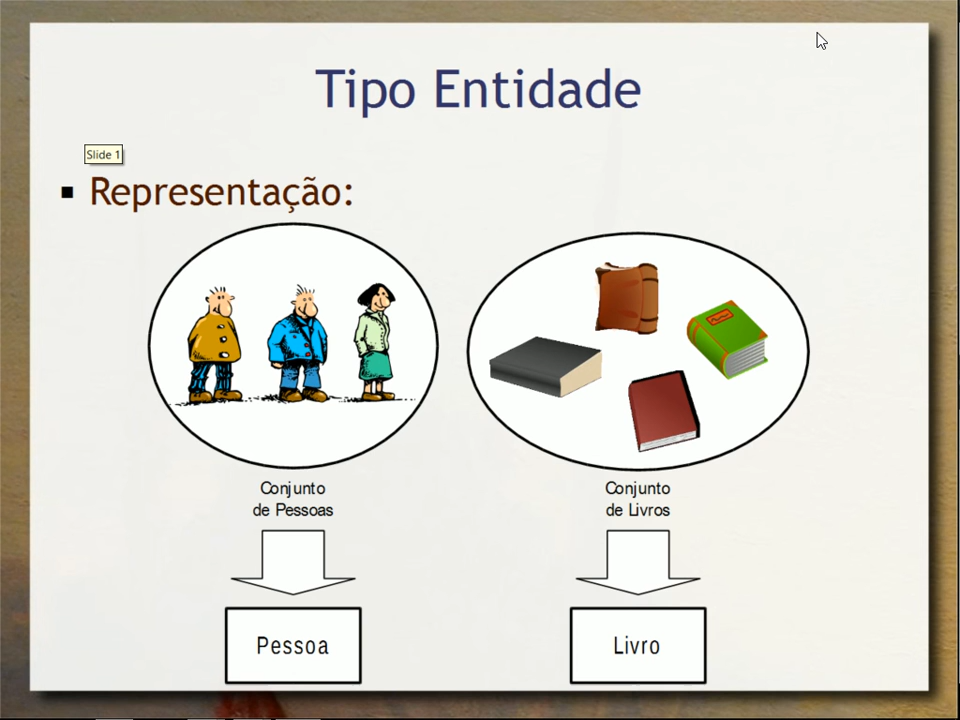 Tipo Entidade
Slide 1
Representação:
Conjunto
de Pessoas
Conjunto
de Livros
Pessoa
Livro